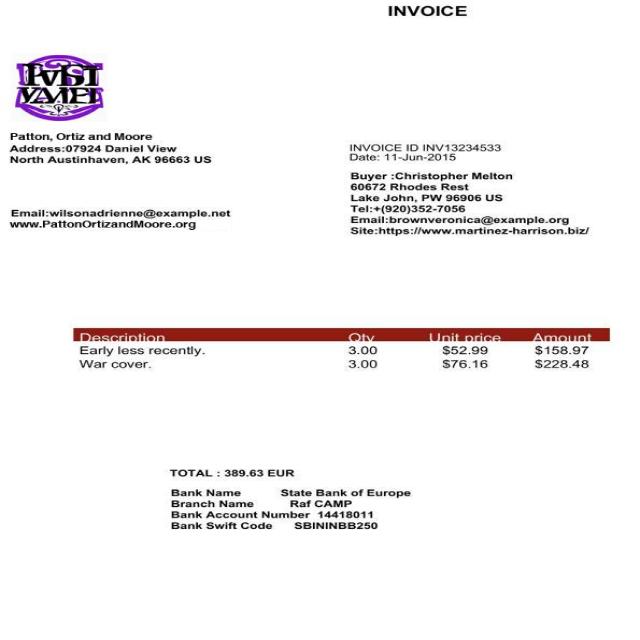 INVOICE
Patton, Ortiz and Moore
Address:07924 Daniel View
North Austinhaven, AK 96663 US
Email:wilsonadrienne@example.net
www.PattonOrtizandMoore.org
INVOICE ID INV13234533
Date: 11-Jun-2015
Buyer :Christopher Melton
60672 Rhodes Rest
Lake John, PW 96906 US
Tel:+(920)352-7056
Email:brownveronica@example.org
Site:https://www.martinez-harrison.biz/
Description Qty Unit price Amount
Early less recently. 3.00 $52.99 $158.97
War cover. 3.00 $76.16 $228.48
TOTAL : 389.63 EUR
Bank Name State Bank of Europe
Branch Name Raf CAMP
Bank Account Number 14418011
Bank Swift Code SBININBB250